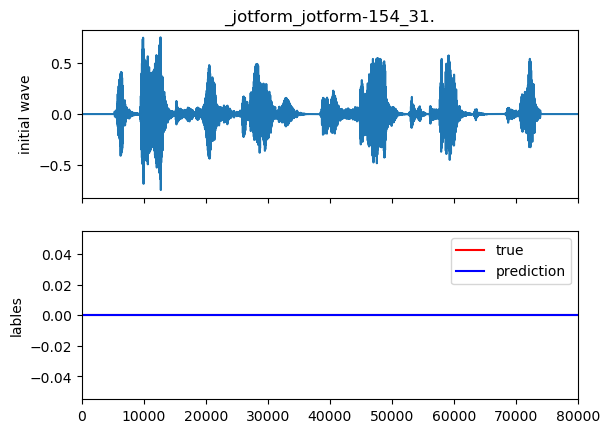 _jotform_jotform-154_31.
initial wave
0.5
0.0
−0.5
lables
0.04
0.02
0.00
−0.02
−0.04
true
prediction
0 10000 20000 30000 40000 50000 60000 70000 80000